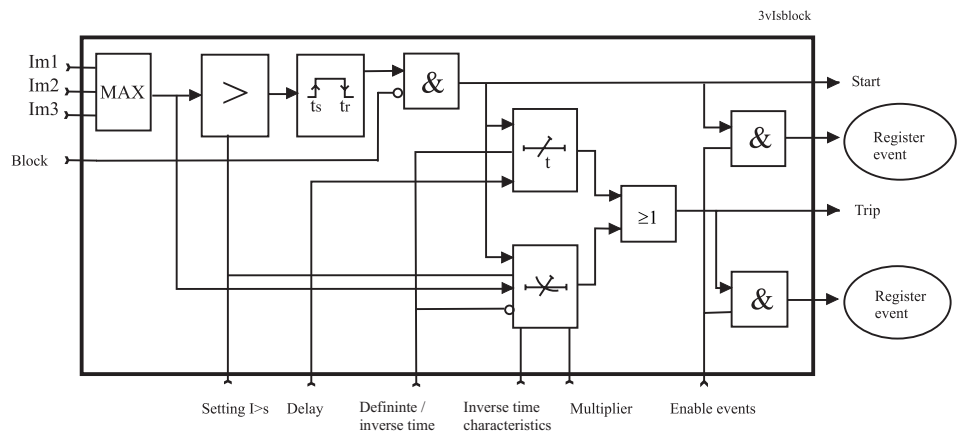 3vIsblock
Im1
Im2
Im3
MAX
>
ts tr
&
Start
Block
t
&
Register
event
≥1
Trip
&
Register
event
Setting I>s
Delay
Defininte /
inverse time
Inverse time
characteristics
Multiplier
Enable events